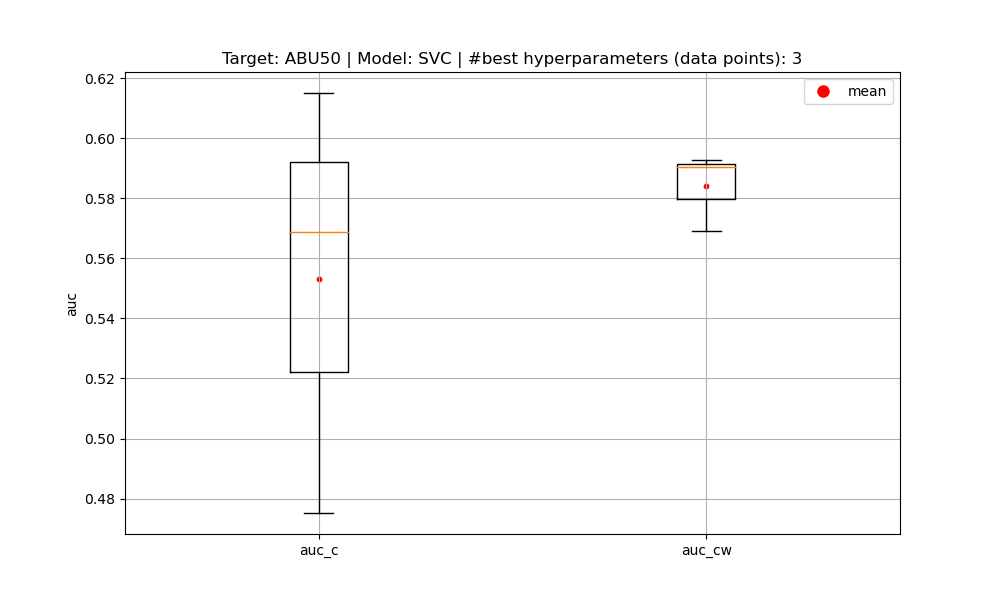 Target: ABU50 | Model: SVC | #best hyperparameters (data points): 3
mean
0.62
0.60
0.58
0.56
0.54
0.52
0.50
0.48
auc
auc_c
auc_cw